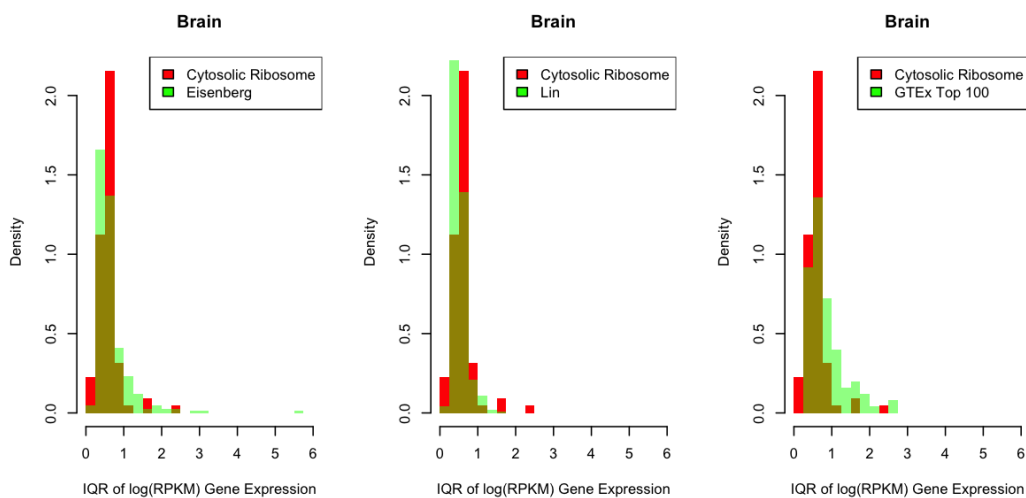 Brain
Cytosolic Ribosome
Eisenberg
Density
0.0
0.5
1.0
1.5
2.0
0 1 2 3 4 5 6
IQR of log(RPKM) Gene Expression
Brain
Cytosolic Ribosome
Lin
Density
0.0
0.5
1.0
1.5
2.0
0 1 2 3 4 5 6
IQR of log(RPKM) Gene Expression
Brain
Cytosolic Ribosome
GTEx Top 100
Density
0.0
0.5
1.0
1.5
2.0
0 1 2 3 4 5 6
IQR of log(RPKM) Gene Expression